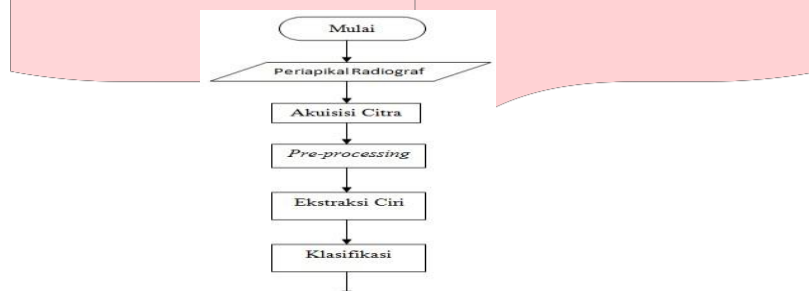 Mulai
Periapikal Radiograf
Akuisisi Citra
Pre-processing
Ekstraksi Ciri
Klasifikasi